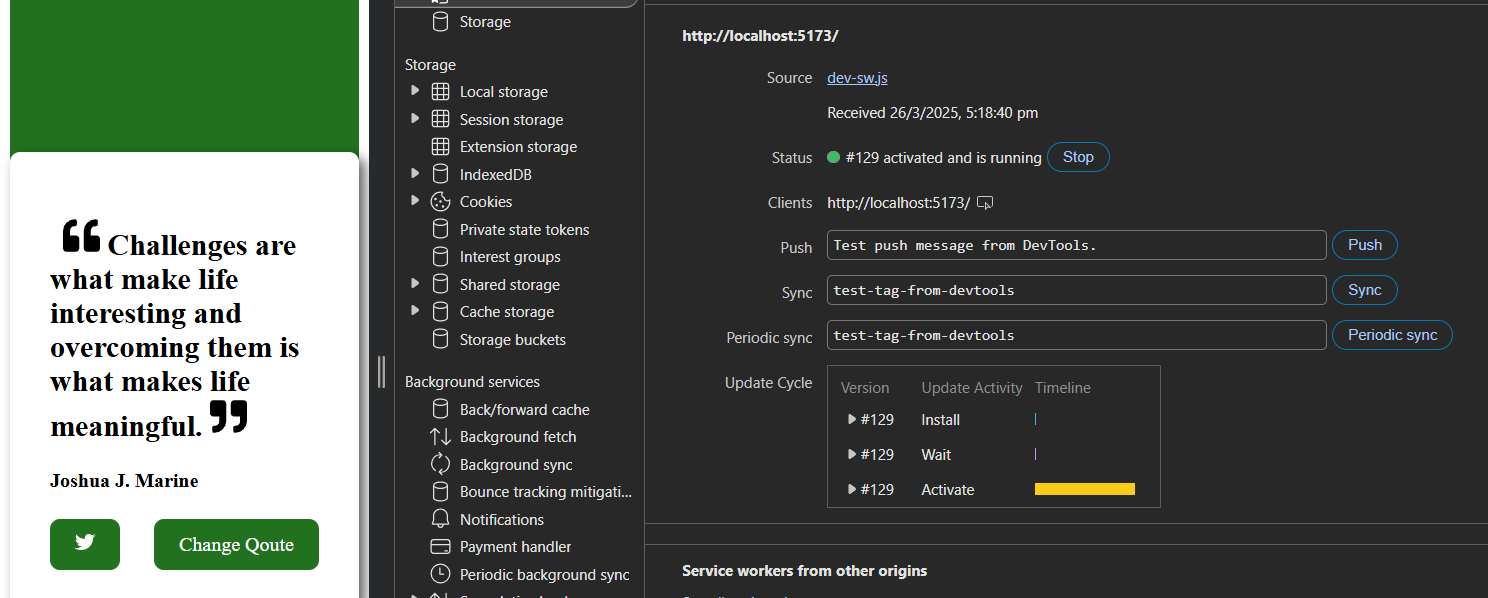 ❝ Challenges are
what make life
interesting and
overcoming them is
what makes life
meaningful. ❞
Joshua J. Marine
Change Qoute
Storage
Storage
Local storage
Session storage
Extension storage
IndexedDB
Cookies
Private state tokens
Interest groups
Shared storage
Cache storage
Storage buckets
Background services
Back/forward cache
Background fetch
Background sync
Bounce tracking mitigati...
Notifications
Payment handler
Periodic background sync
http://localhost:5173/
Source dev-sw.js
Received 26/3/2025, 5:18:40 pm
Status #129 activated and is running Stop
Clients http://localhost:5173/
Push Test push message from DevTools. Push
Sync test-tag-from-devtools Sync
Periodic sync test-tag-from-devtools Periodic sync
Update Cycle Version Update Activity Timeline
#129 Install
#129 Wait
#129 Activate
Service workers from other origins